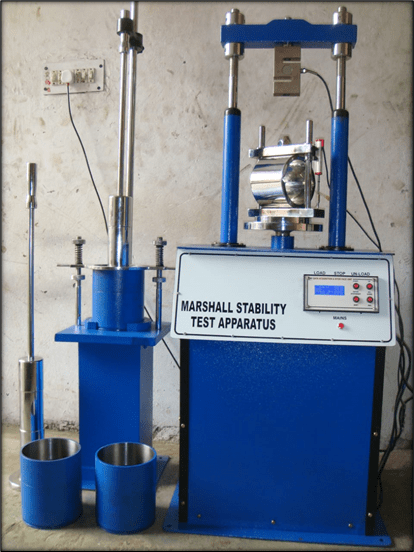 LOAD STOP UN-LOAD
MARSHALL STABILITY
TEST APPARATUS
MAINS